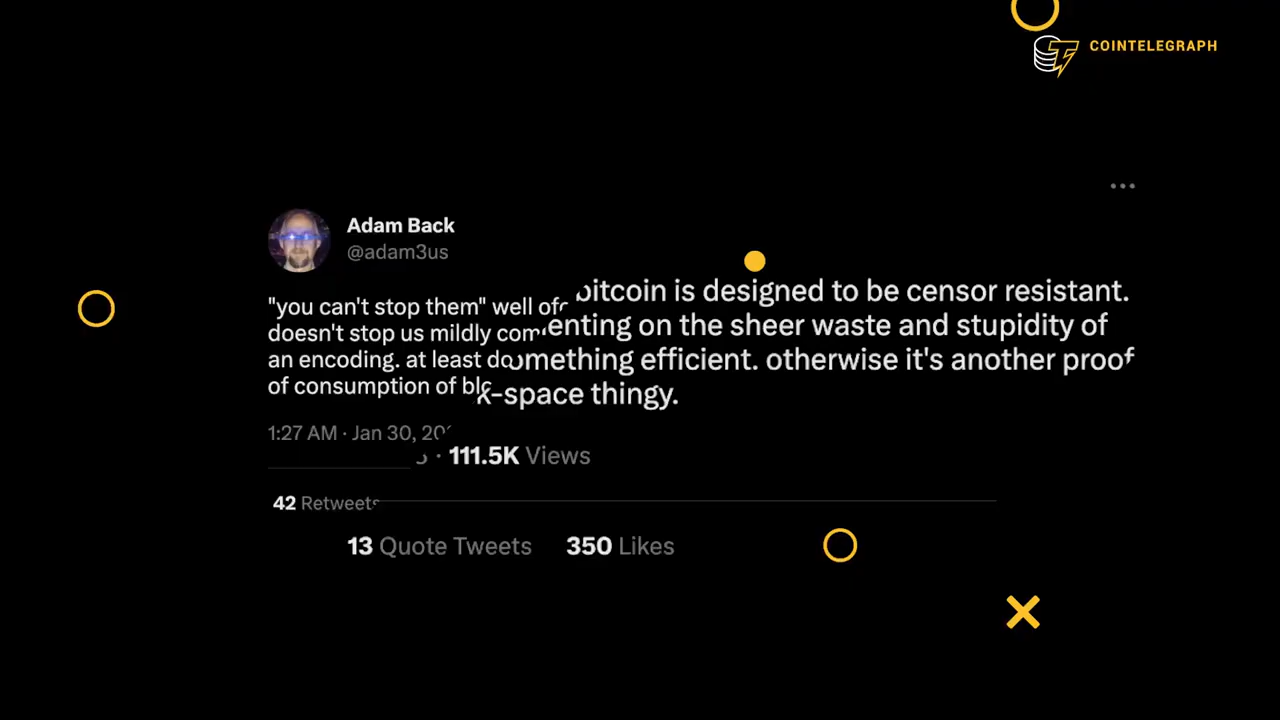 COINTELEGRAPH
Adam Back
@adam3us
"you can't stop them" well bitcoin is designed to be censor resistant.
doesn't stop us mildly commenting on the sheer waste and stupidity of
an encoding. at least do something efficient. otherwise it's another proof
of consumption of block-space thingy.
1:27 AM · Jan 30, · 111.5K Views
42 Retweets
13 Quote Tweets 350 Likes